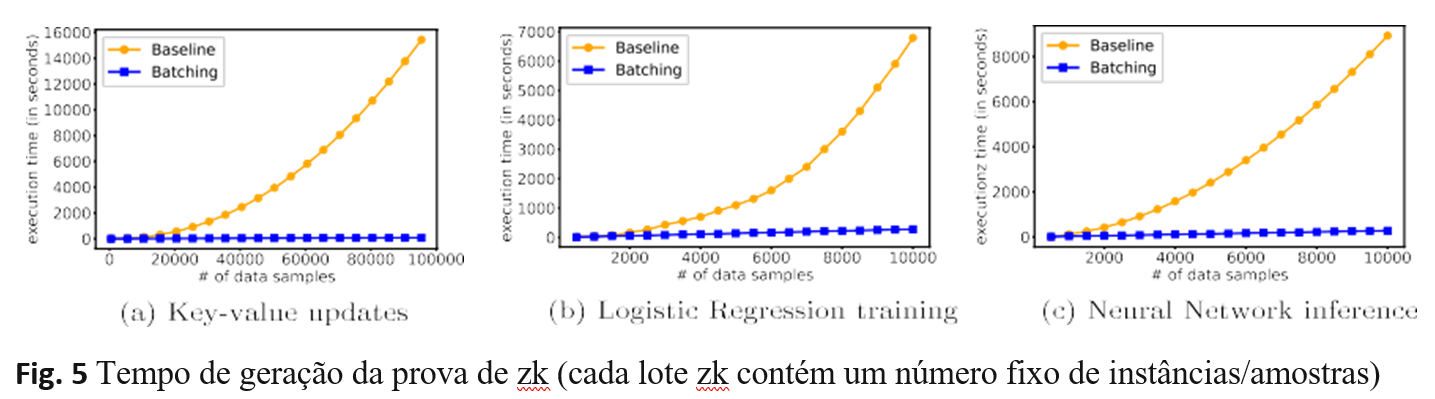 execution time (in seconds)
16000
14000
12000
10000
8000
6000
4000
2000
0
Baseline
Batching
0 20000 40000 60000 80000 100000
# of data samples
(a) Key-value updates
execution time (in seconds)
7000
6000
5000
4000
3000
2000
1000
0
Baseline
Batching
2000 4000 6000 8000 10000
# of data samples
(b) Logistic Regression training
executionz time (in seconds)
8000
6000
4000
2000
0
Baseline
Batching
2000 4000 6000 8000 10000
# of data samples
(c) Neural Network inference
Fig. 5 Tempo de geração da prova de zk (cada lote zk contém um número fixo de instâncias/amostras)